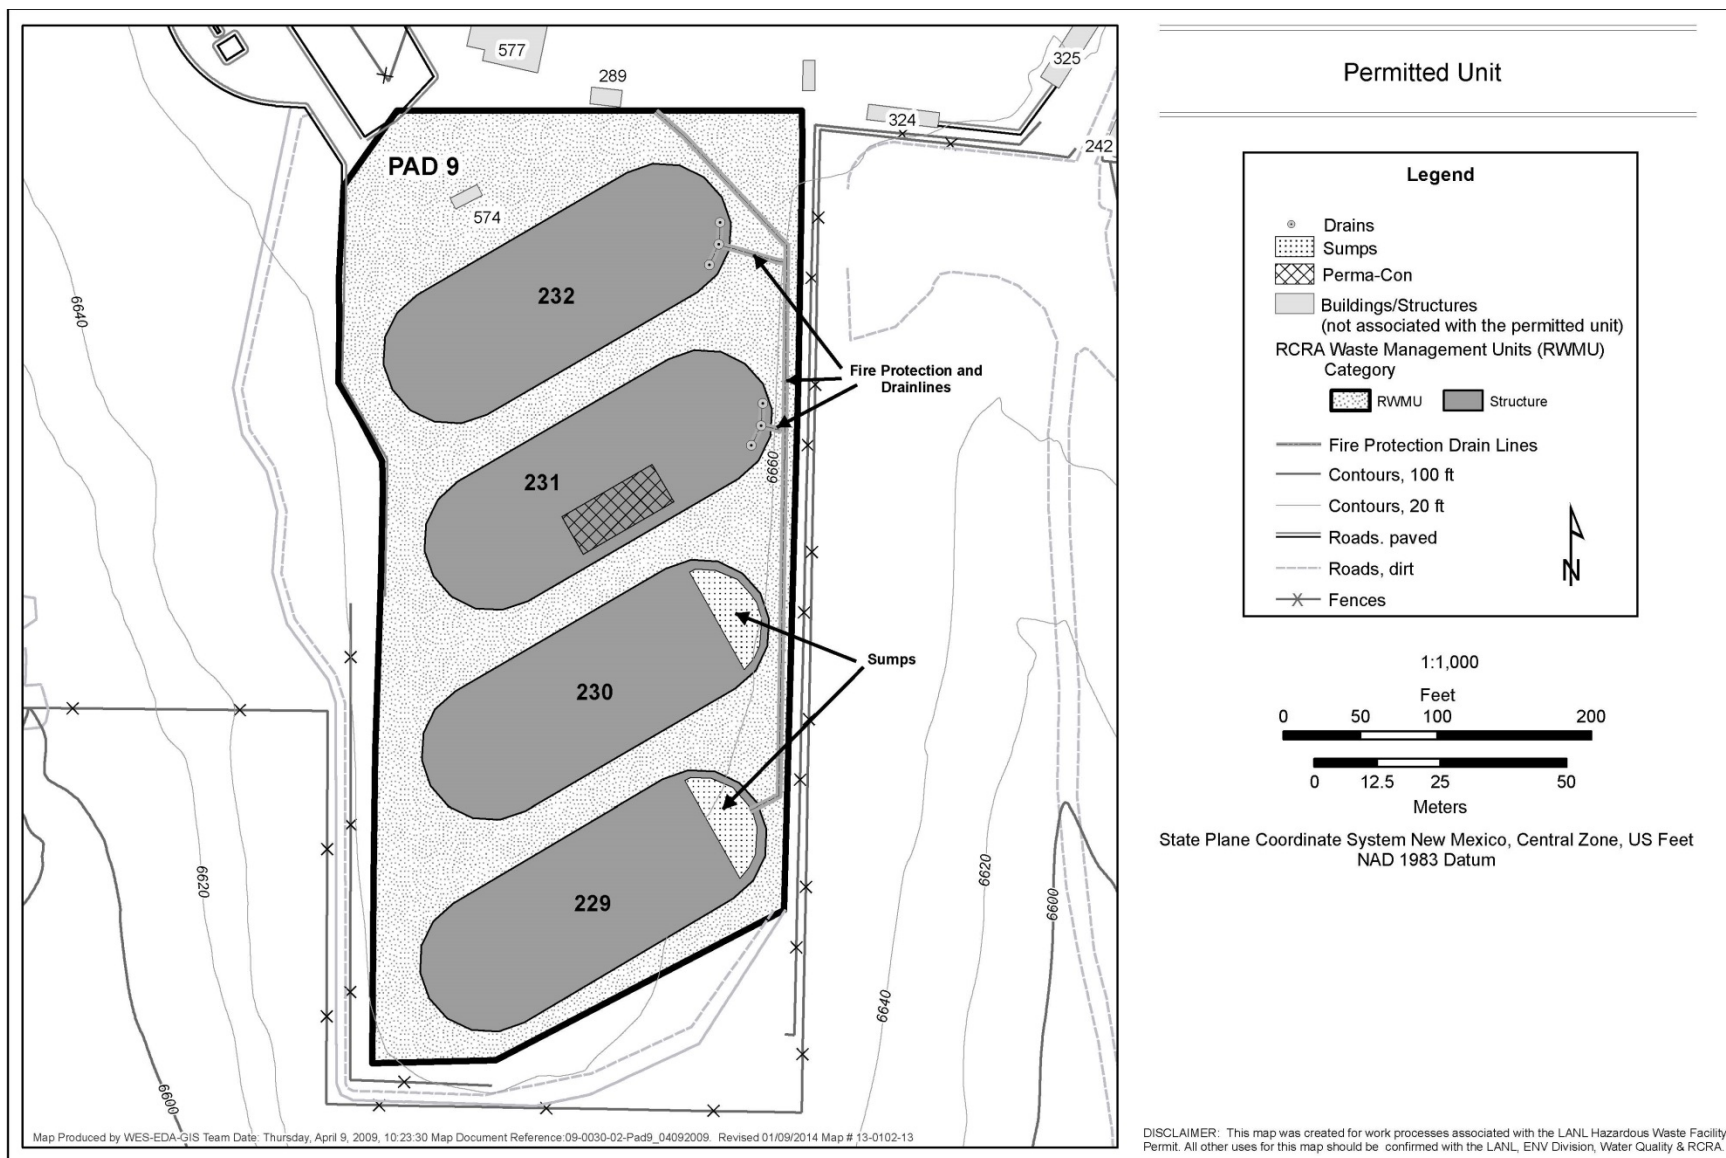 577
289
325
324
242
PAD 9
574
232
6640
Fire Protection and
Drainlines
231
6660
230
Sumps
229
6620
6600
6640
6620
6600
Map Produced by WES-EDA-GIS Team Date: Thursday, April 9, 2009, 10:23:30 Map Document Reference:09-0030-02-Pad9_04092009. Revised 01/09/2014 Map # 13-0102-13
Permitted Unit
Legend
Drains
Sumps
Perma-Con
Buildings/Structures
(not associated with the permitted unit)
RCRA Waste Management Units (RWMU)
Category
RWMU Structure
Fire Protection Drain Lines
Contours, 100 ft
Contours, 20 ft
Roads. paved
Roads, dirt
Fences
N
1:1,000
Feet
0 50 100 200
0 12.5 25 50
Meters
State Plane Coordinate System New Mexico, Central Zone, US Feet
NAD 1983 Datum
DISCLAIMER: This map was created for work processes associated with the LANL Hazardous Waste Facility
Permit. All other uses for this map should be confirmed with the LANL, ENV Division, Water Quality & RCRA.